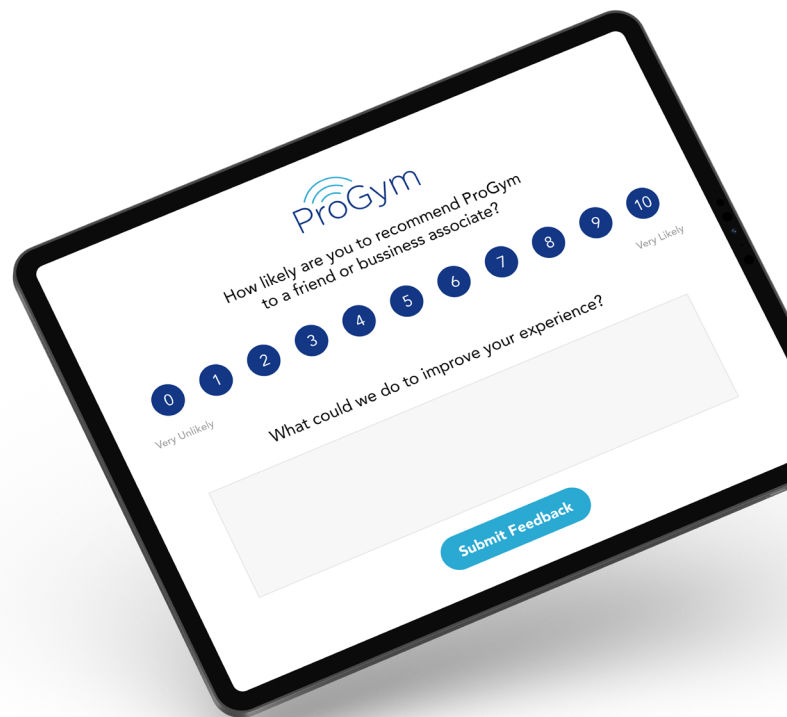 ProGym
How likely are you to recommend ProGym
to a friend or bussiness associate?
0 1 2 3 4 5 6 7 8 9 10
Very Unlikely
Very Likely
What could we do to improve your experience?
Submit Feedback